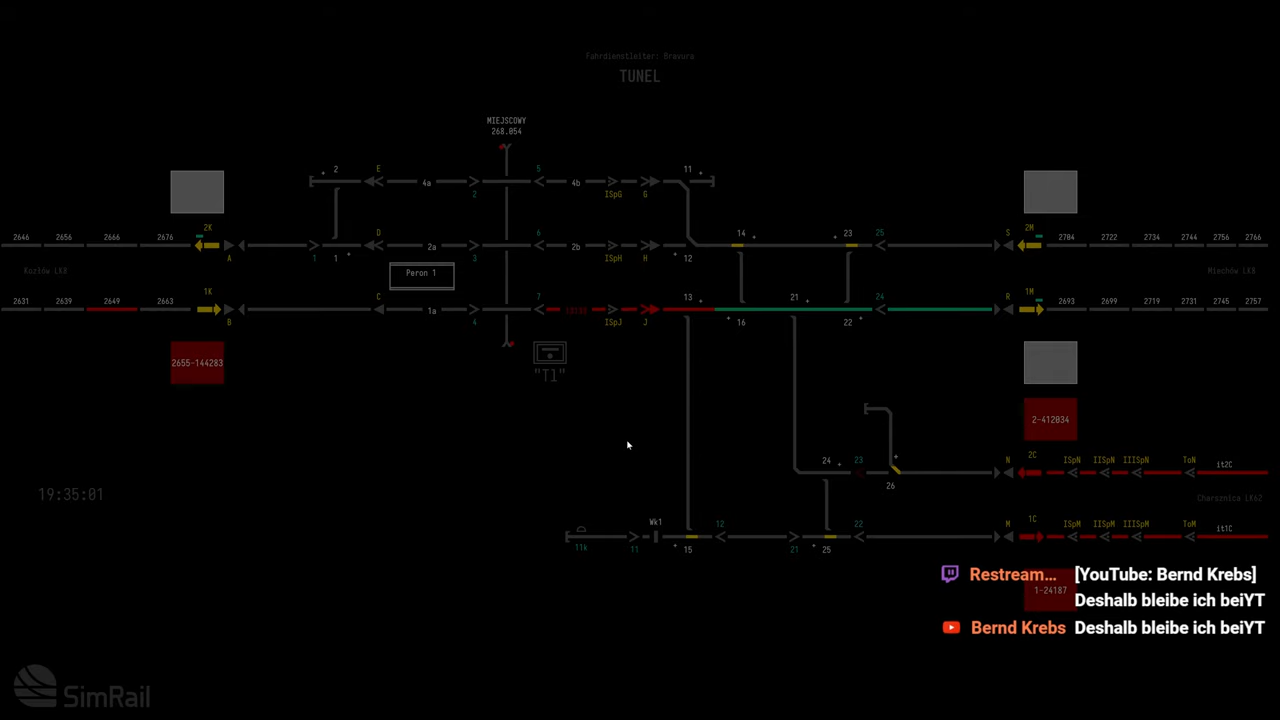 Fahrdienstleiter: Bravura
TUNEL
MIEJSCOWY
268.054
2 E 5 11
4a 4b
2 ISpG G
2K 2M
D 6 14 23 25 S
2646 2656 2666 2676 2a 2b 2784 2722 2734 2744 2756 2766
A 1 1 3 ISpH H 12
Kozłów LK8 Peron 1 Miechów LK8
1K 1M
C 7 13 21 24 R
2631 2639 2649 2663 1a 2693 2699 2719 2731 2745 2757
B 4 ISpJ J 16 22
2655-144283
"T1"
2-412034
24 23 N 2C ISpN IISpN IIISpN ToN it2C
26
19:35:01
Charsznica LK62
Wk1 12 22 M 1C ISpM IISpM IIISpM ToM it1C
11k 11 15 21 25
Restream... [YouTube: Bernd Krebs]
1-24187
Deshalb bleibe ich beiYT
Bernd Krebs Deshalb bleibe ich beiYT
SimRail